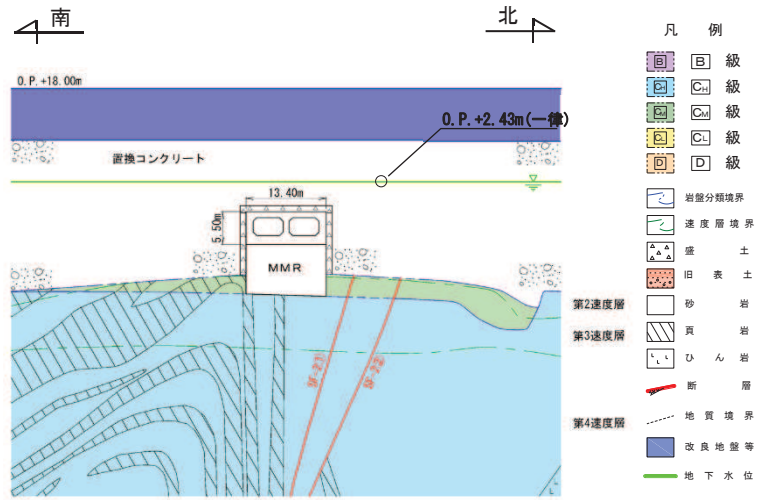 南
北
O.P.+18.00m
O.P.+2.43m(一律)
置換コンクリート
13.40m
5.50m
MMR
SF-2①
SF-2②
第2速度層
第3速度層
第4速度層
凡 例
B B 級
CH CH 級
CM CM 級
CL CL 級
D D 級
岩盤分類境界
速度層境界
盛 土
旧 表 土
砂 岩
頁 岩
ひ ん 岩
断 層
地 質 境 界
改 良 地 盤 等
地 下 水 位